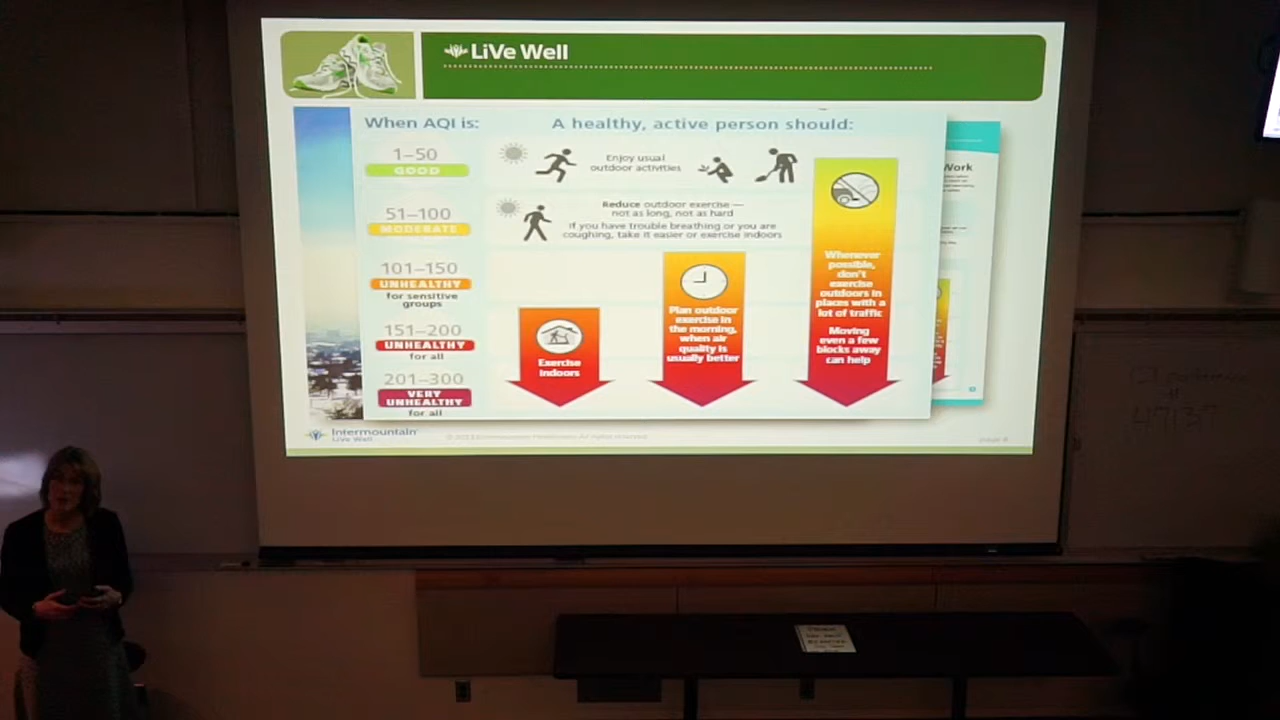 LiVe Well
When AQI is:
A healthy, active person should:
1–50
GOOD
Enjoy usual
outdoor activities
51–100
MODERATE
Reduce outdoor exercise —
not as long, not as hard
If you have trouble breathing or you are
coughing, take it easier or exercise indoors
101–150
UNHEALTHY
for sensitive
groups
151–200
UNHEALTHY
for all
201–300
VERY
UNHEALTHY
for all
Exercise
indoors
Plan outdoor
exercise in
the morning,
when air
quality is
usually better
Whenever
possible,
don't
exercise
outdoors in
places with a
lot of traffic
Moving
even a few
blocks away
can help
Work
Intermountain
Live Well